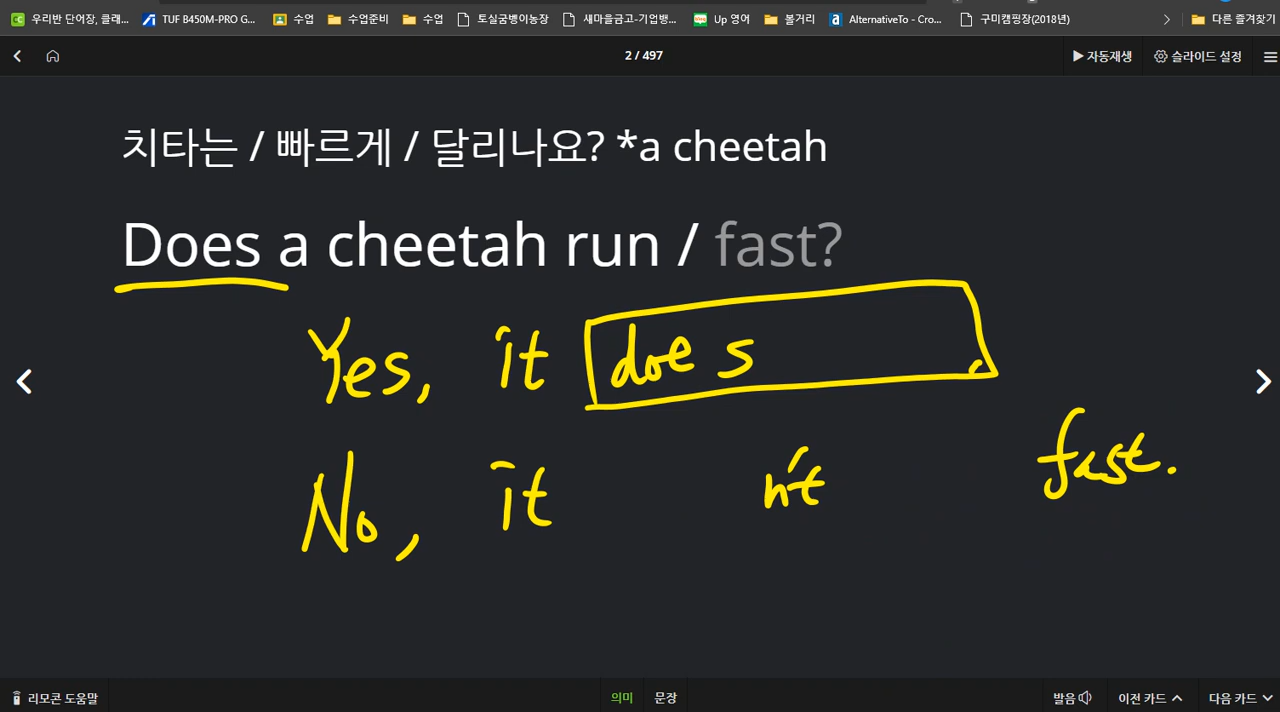 우리반 단어장, 클래... TUF B450M-PRO G... 수업 수업준비 수업 토실굼벵이농장 새마을금고-기업뱅... Up 영어 볼거리 AlternativeTo - Cro... 구미캠핑장(2018년) 다른 즐겨찾기
2 / 497 자동재생 슬라이드 설정
치타는 / 빠르게 / 달리나요? *a cheetah
Does a cheetah run / fast?
Yes, it does.
No, it n't fast.
리모콘 도움말 의미 문장 발음 이전 카드 다음 카드